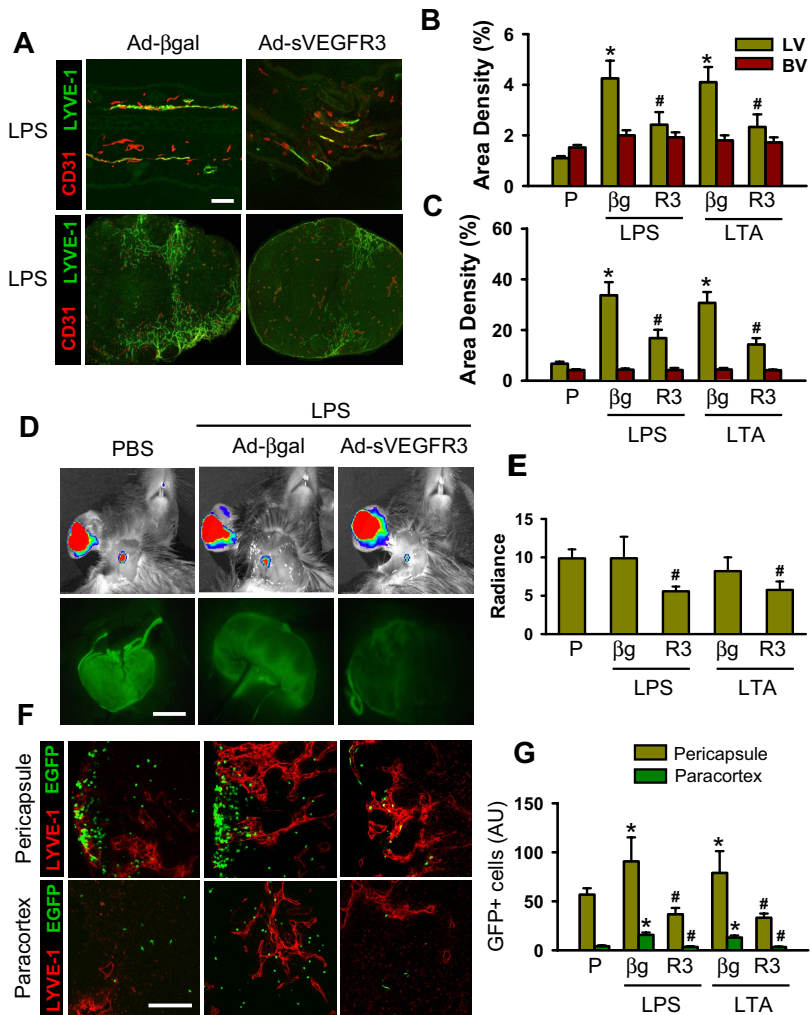 A
Ad-βgal
Ad-sVEGFR3
LPS
CD31 LYVE-1
LPS
CD31 LYVE-1
B
Area Density (%)
6
4
2
0
*
#
*
#
LV
BV
P
βg
R3
βg
R3
LPS
LTA
C
Area Density (%)
60
40
20
0
*
#
*
#
P
βg
R3
βg
R3
LPS
LTA
D
LPS
PBS
Ad-βgal
Ad-sVEGFR3
E
Radiance
15
10
5
0
#
#
P
βg
R3
βg
R3
LPS
LTA
F
Pericapsule
LYVE-1 EGFP
Paracortex
LYVE-1 EGFP
G
Pericapsule
Paracortex
GFP+ cells (AU)
150
100
50
0
*
*
#
#
*
*
#
#
P
βg
R3
βg
R3
LPS
LTA